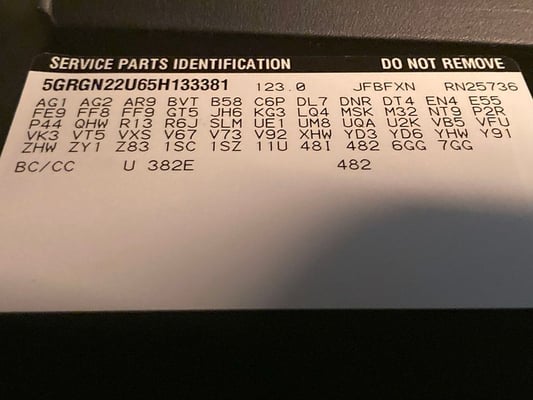 SERVICE PARTS IDENTIFICATION DO NOT REMOVE
5GRGN22U65H133381 123.0 JFBFXN RN25736
AG1 AG2 AR9 BVT B58 C6P DL7 DNR DT4 EN4 E55
FE9 FF8 FF9 GT5 JH6 KG3 LQ4 MSK M32 NT9 P2R
P44 QHW R13 R6J SLM UE1 UM8 UQA U2K VB5 VFU
VK3 VT5 VXS V67 V73 V92 XHW YD3 YD6 YHW Y91
ZHW ZY1 Z83 1SC 1SZ 11U 48I 482 6GG 7GG
BC/CC U 382E 482